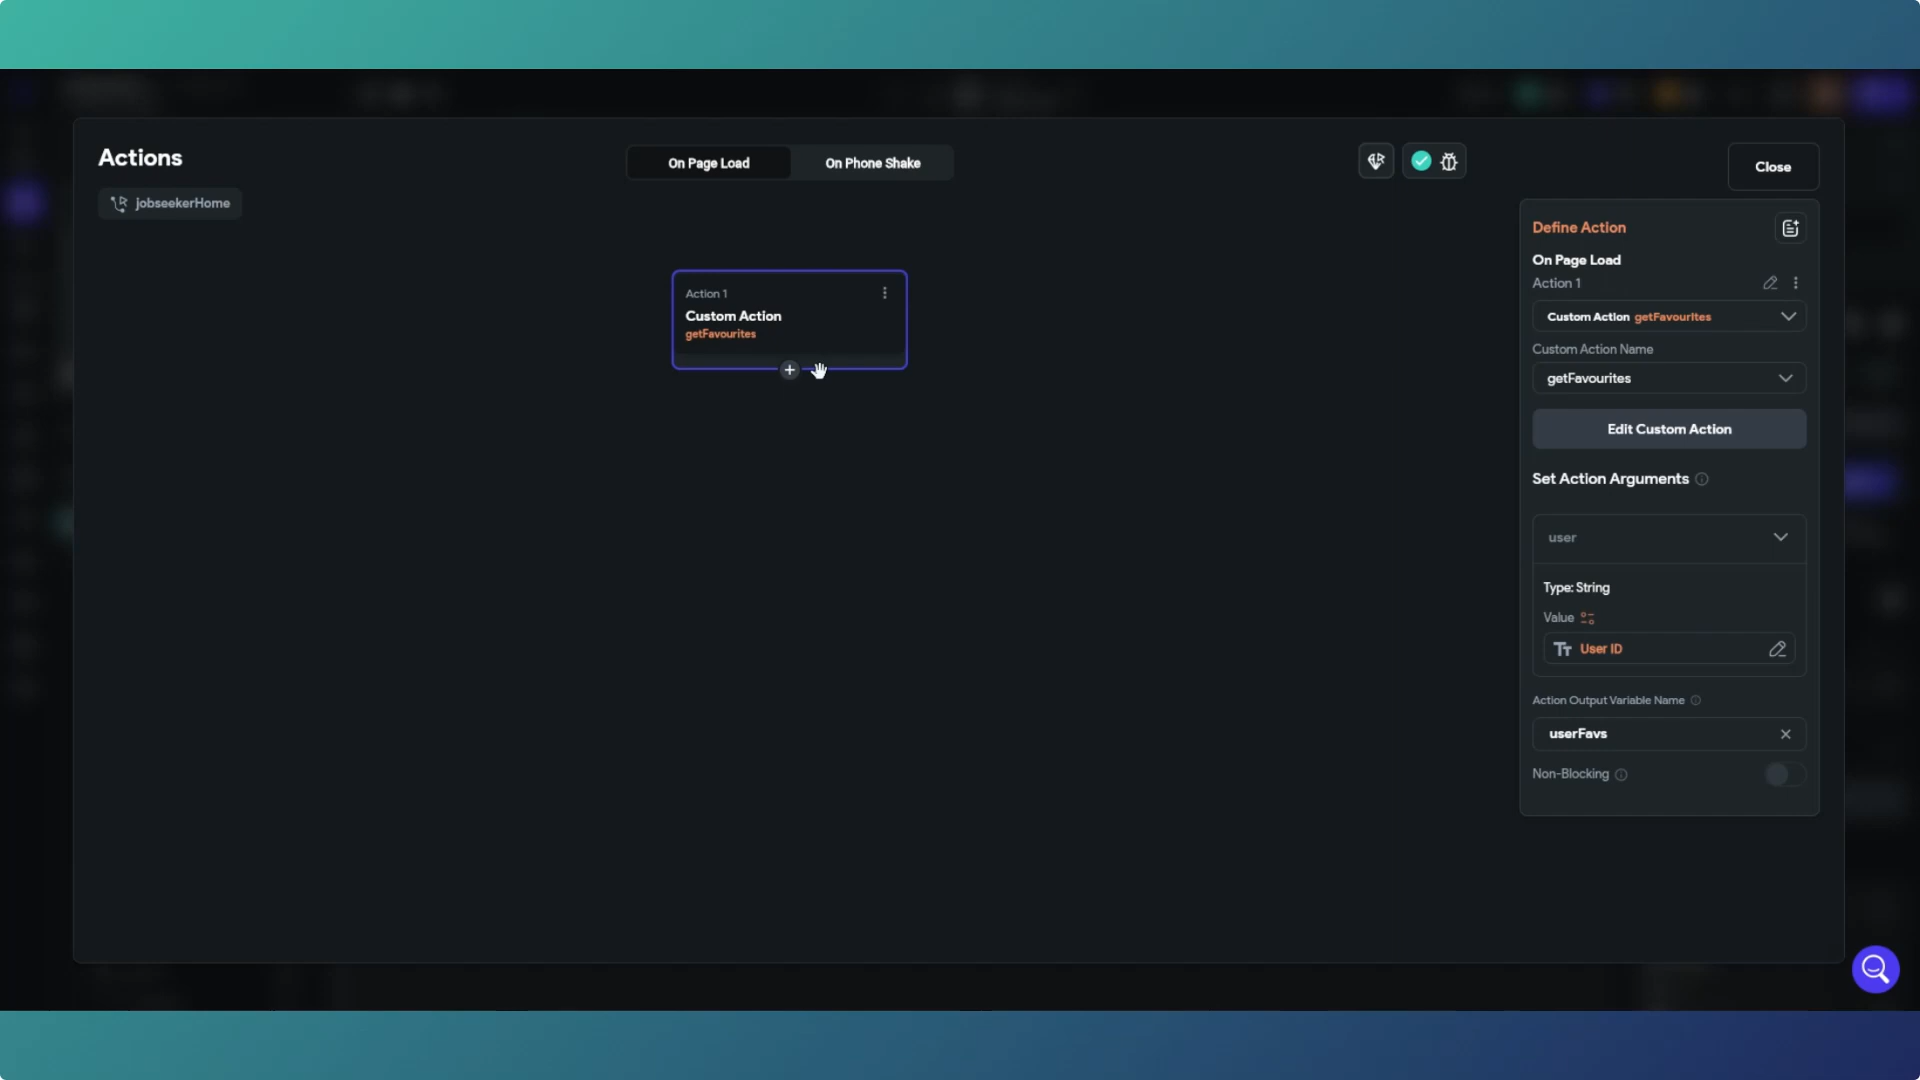 Actions
On Page Load
On Phone Shake
Close
jobseekerHome
Action 1
Custom Action
getFavourites
Define Action
On Page Load
Action 1
Custom Action getFavourites
Custom Action Name
getFavourites
Edit Custom Action
Set Action Arguments
user
Type: String
Value
Tт User ID
Action Output Variable Name
userFavs
Non-Blocking